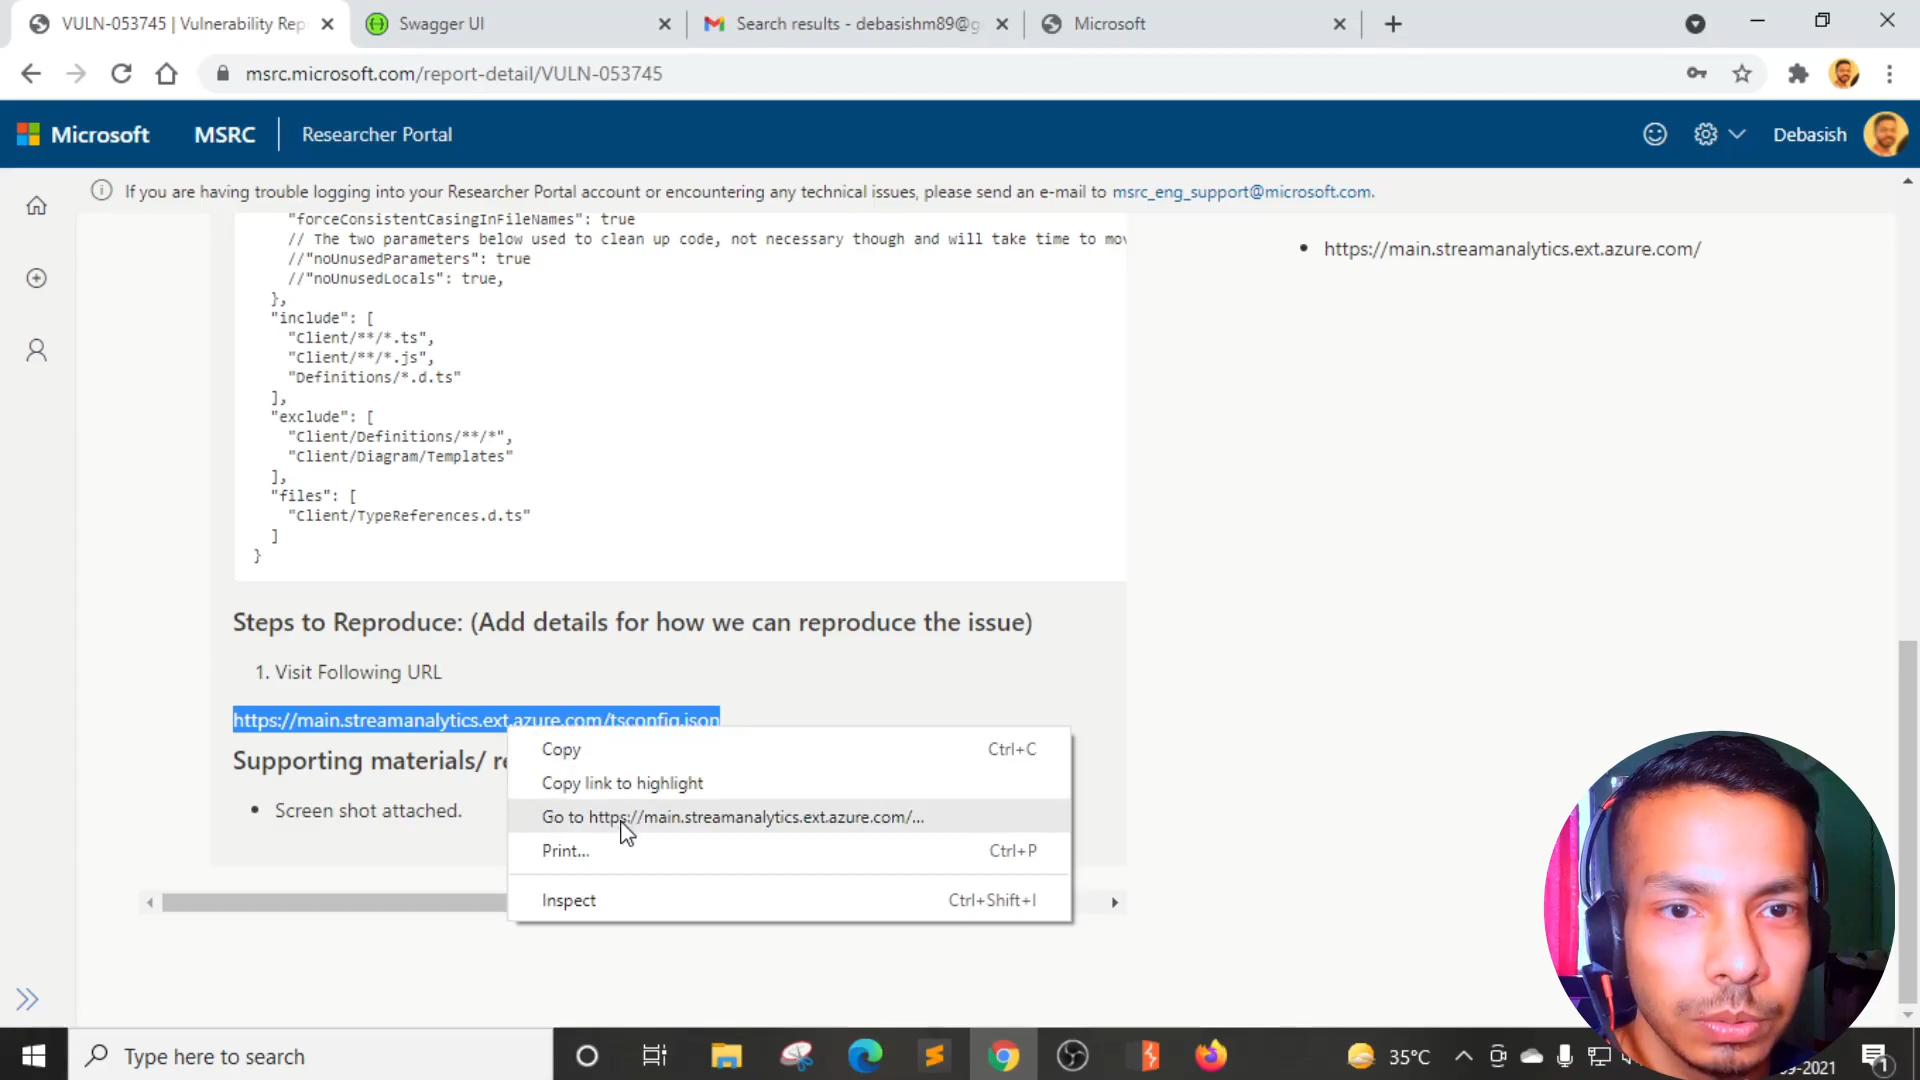 VULN-053745 | Vulnerability Rep
Swagger UI
Search results - debasishm89@g
Microsoft
msrc.microsoft.com/report-detail/VULN-053745
Microsoft
MSRC
Researcher Portal
Debasish
If you are having trouble logging into your Researcher Portal account or encountering any technical issues, please send an e-mail to msrc_eng_support@microsoft.com.
"forceConsistentCasingInFileNames": true
// The two parameters below used to clean up code, not necessary though and will take time to mov
//"noUnusedParameters": true
//"noUnusedLocals": true,
},
"include": [
"Client/**/*.ts",
"Client/**/*.js",
"Definitions/*.d.ts"
],
"exclude": [
"Client/Definitions/**/*",
"Client/Diagram/Templates"
],
"files": [
"Client/TypeReferences.d.ts"
]
}
https://main.streamanalytics.ext.azure.com/
Steps to Reproduce: (Add details for how we can reproduce the issue)
1. Visit Following URL
https://main.streamanalytics.ext.azure.com/tsconfig.json
Supporting materials/ re
Screen shot attached.
Copy Ctrl+C
Copy link to highlight
Go to https://main.streamanalytics.ext.azure.com/...
Print... Ctrl+P
Inspect Ctrl+Shift+I
Type here to search
35°C
09-2021
1